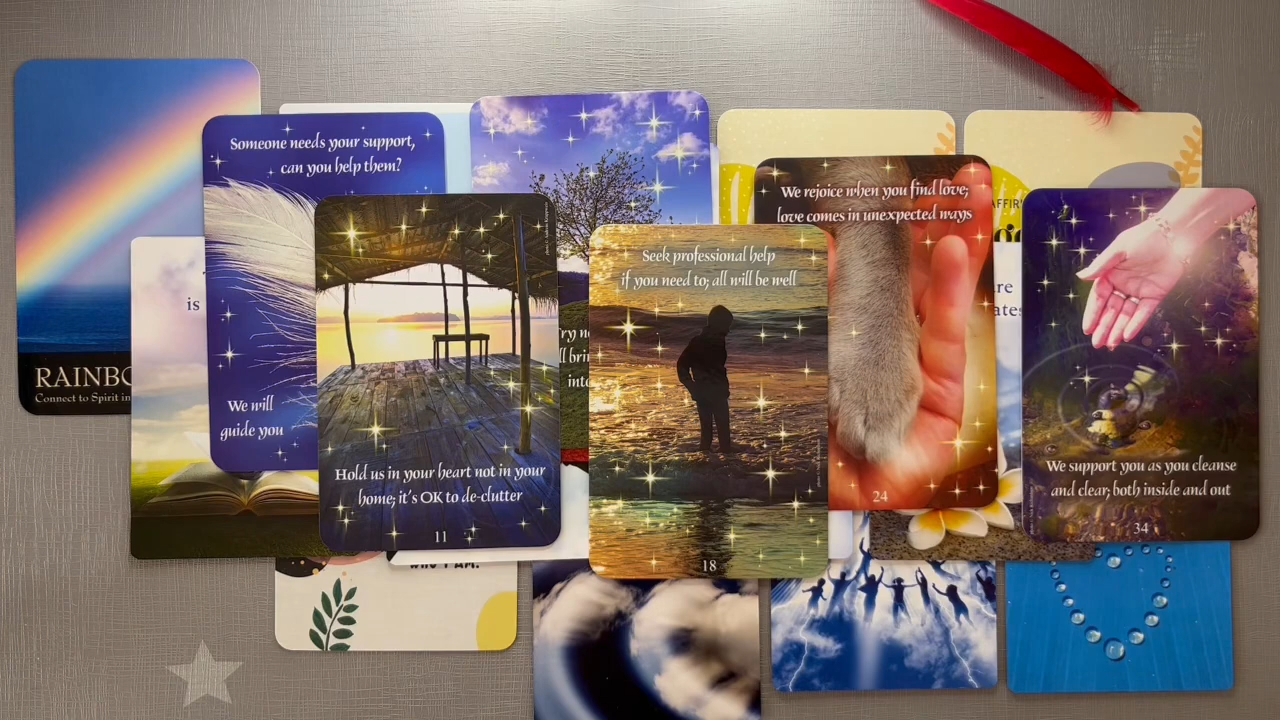 RAINBO
Connect to Spirit in
is
Someone needs your support,
can you help them?
We will
guide you
Hold us in your heart not in your
home; it's OK to de-clutter
11
WHO I AM.
Seek professional help
if you need to; all will be well
18
We rejoice when you find love;
love comes in unexpected ways
24
AFFIR
We support you as you cleanse
and clear; both inside and out
34